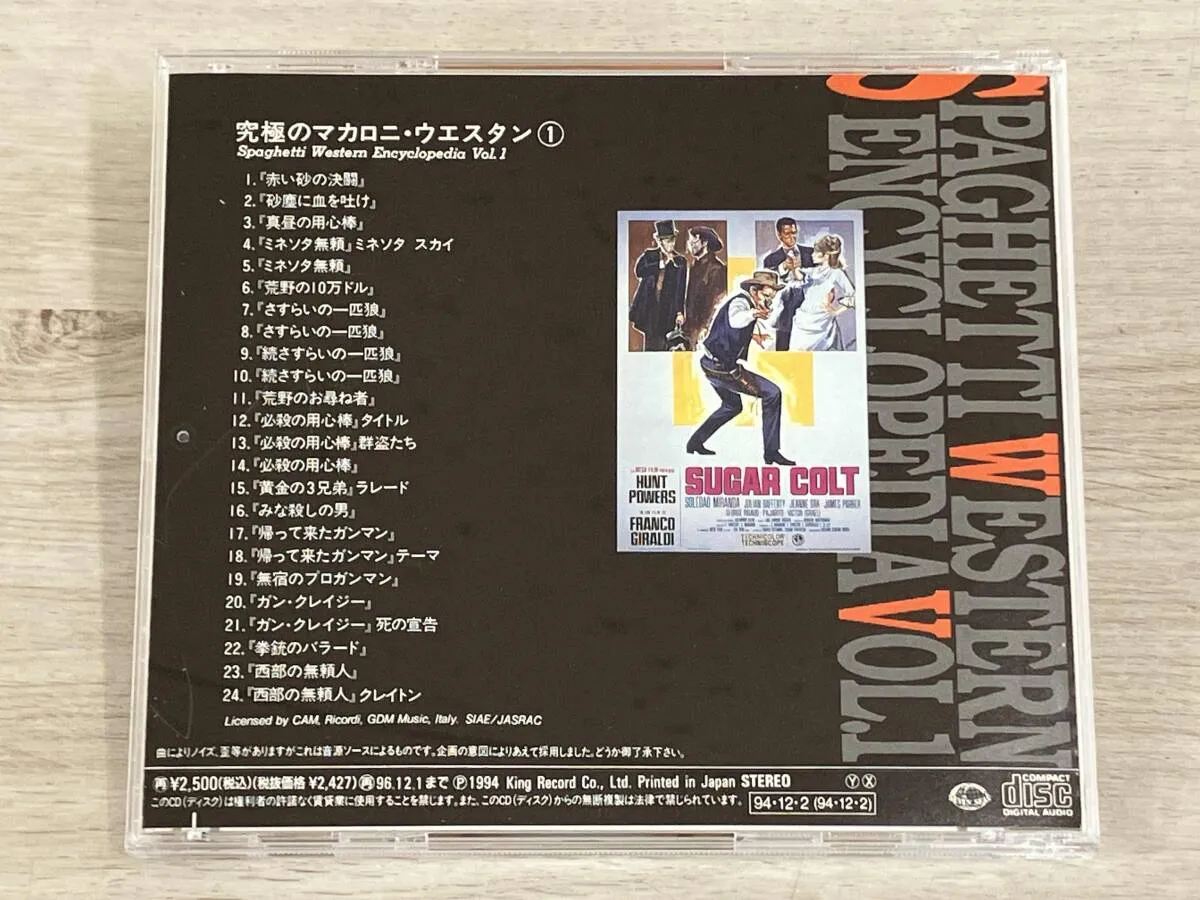 究極のマカロニ・ウエスタン①
Spaghetti Western Encyclopedia Vol.1
1.『赤い砂の決闘』
2.『砂塵に血を吐け』
3.『真昼の用心棒』
4.『ミネソタ無頼』ミネソタ スカイ
5.『ミネソタ無頼』
6.『荒野の10万ドル』
7.『さすらいの一匹狼』
8.『さすらいの一匹狼』
9.『続さすらいの一匹狼』
10.『続さすらいの一匹狼』
11.『荒野のお尋ね者』
12.『必殺の用心棒』タイトル
13.『必殺の用心棒』群盗たち
14.『必殺の用心棒』
15.『黄金の3兄弟』ラレード
16.『みな殺しの男』
17.『帰って来たガンマン』
18.『帰って来たガンマン』テーマ
19.『無宿のプロガンマン』
20.『ガン・クレイジー』
21.『ガン・クレイジー』死の宣告
22.『拳銃のバラード』
23.『西部の無頼人』
24.『西部の無頼人』クレイトン
Licensed by CAM, Ricordi, GDM Music, Italy. SIAE/JASRAC
曲によりノイズ、歪等がありますがこれは音源ソースによるものです。企画の意図によりあえて採用しました。どうか御了承下さい。
再¥2,500(税込)(税抜価格 ¥2,427)再96.12.1まで Ⓟ1994 King Record Co., Ltd. Printed in Japan STEREO
Ⓨ Ⓧ
このCD(ディスク)は権利者の許諾なく賃貸業に使用することを禁じます。また、このCD(ディスク)からの無断複製は法律で禁じられています。
94・12・2 (94・12・2)
SEVEN SEAS
COMPACT
disc
DIGITAL AUDIO
SPAGHETTI WESTERN
ENCYCLOPEDIA VOL.1
HUNT
POWERS
FRANCO
GIRALDI
SUGAR COLT
SOLEDAD MIRANDA JULIAN RAFFERTY JEANNE OAK JAMES PARKER
GEORGE RIGAUD PAJARITO VICTOR ISRAEL
TECHNICOLOR
TECHNISCOPE